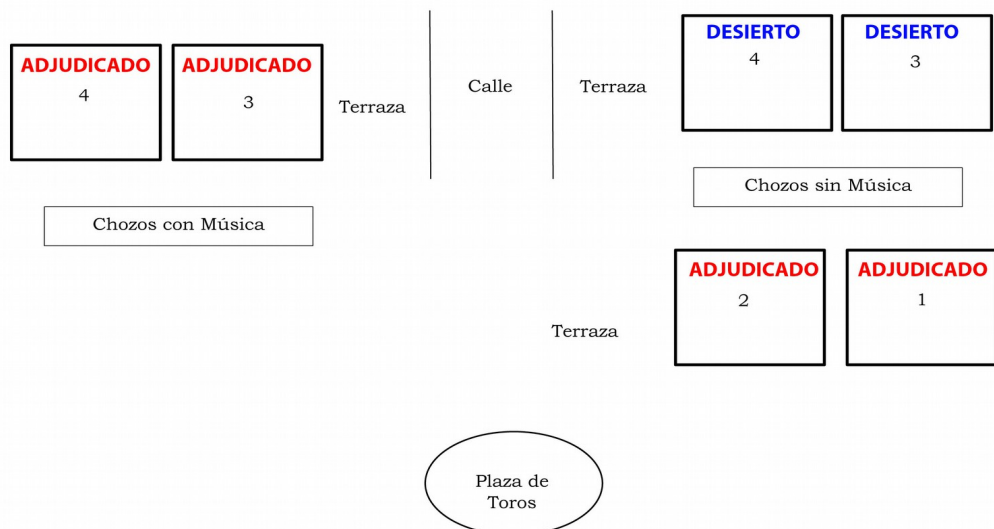 DESIERTO
4
DESIERTO
3
ADJUDICADO
4
ADJUDICADO
3
Terraza
Calle
Terraza
Chozos sin Música
Chozos con Música
ADJUDICADO
2
ADJUDICADO
1
Terraza
Plaza de
Toros